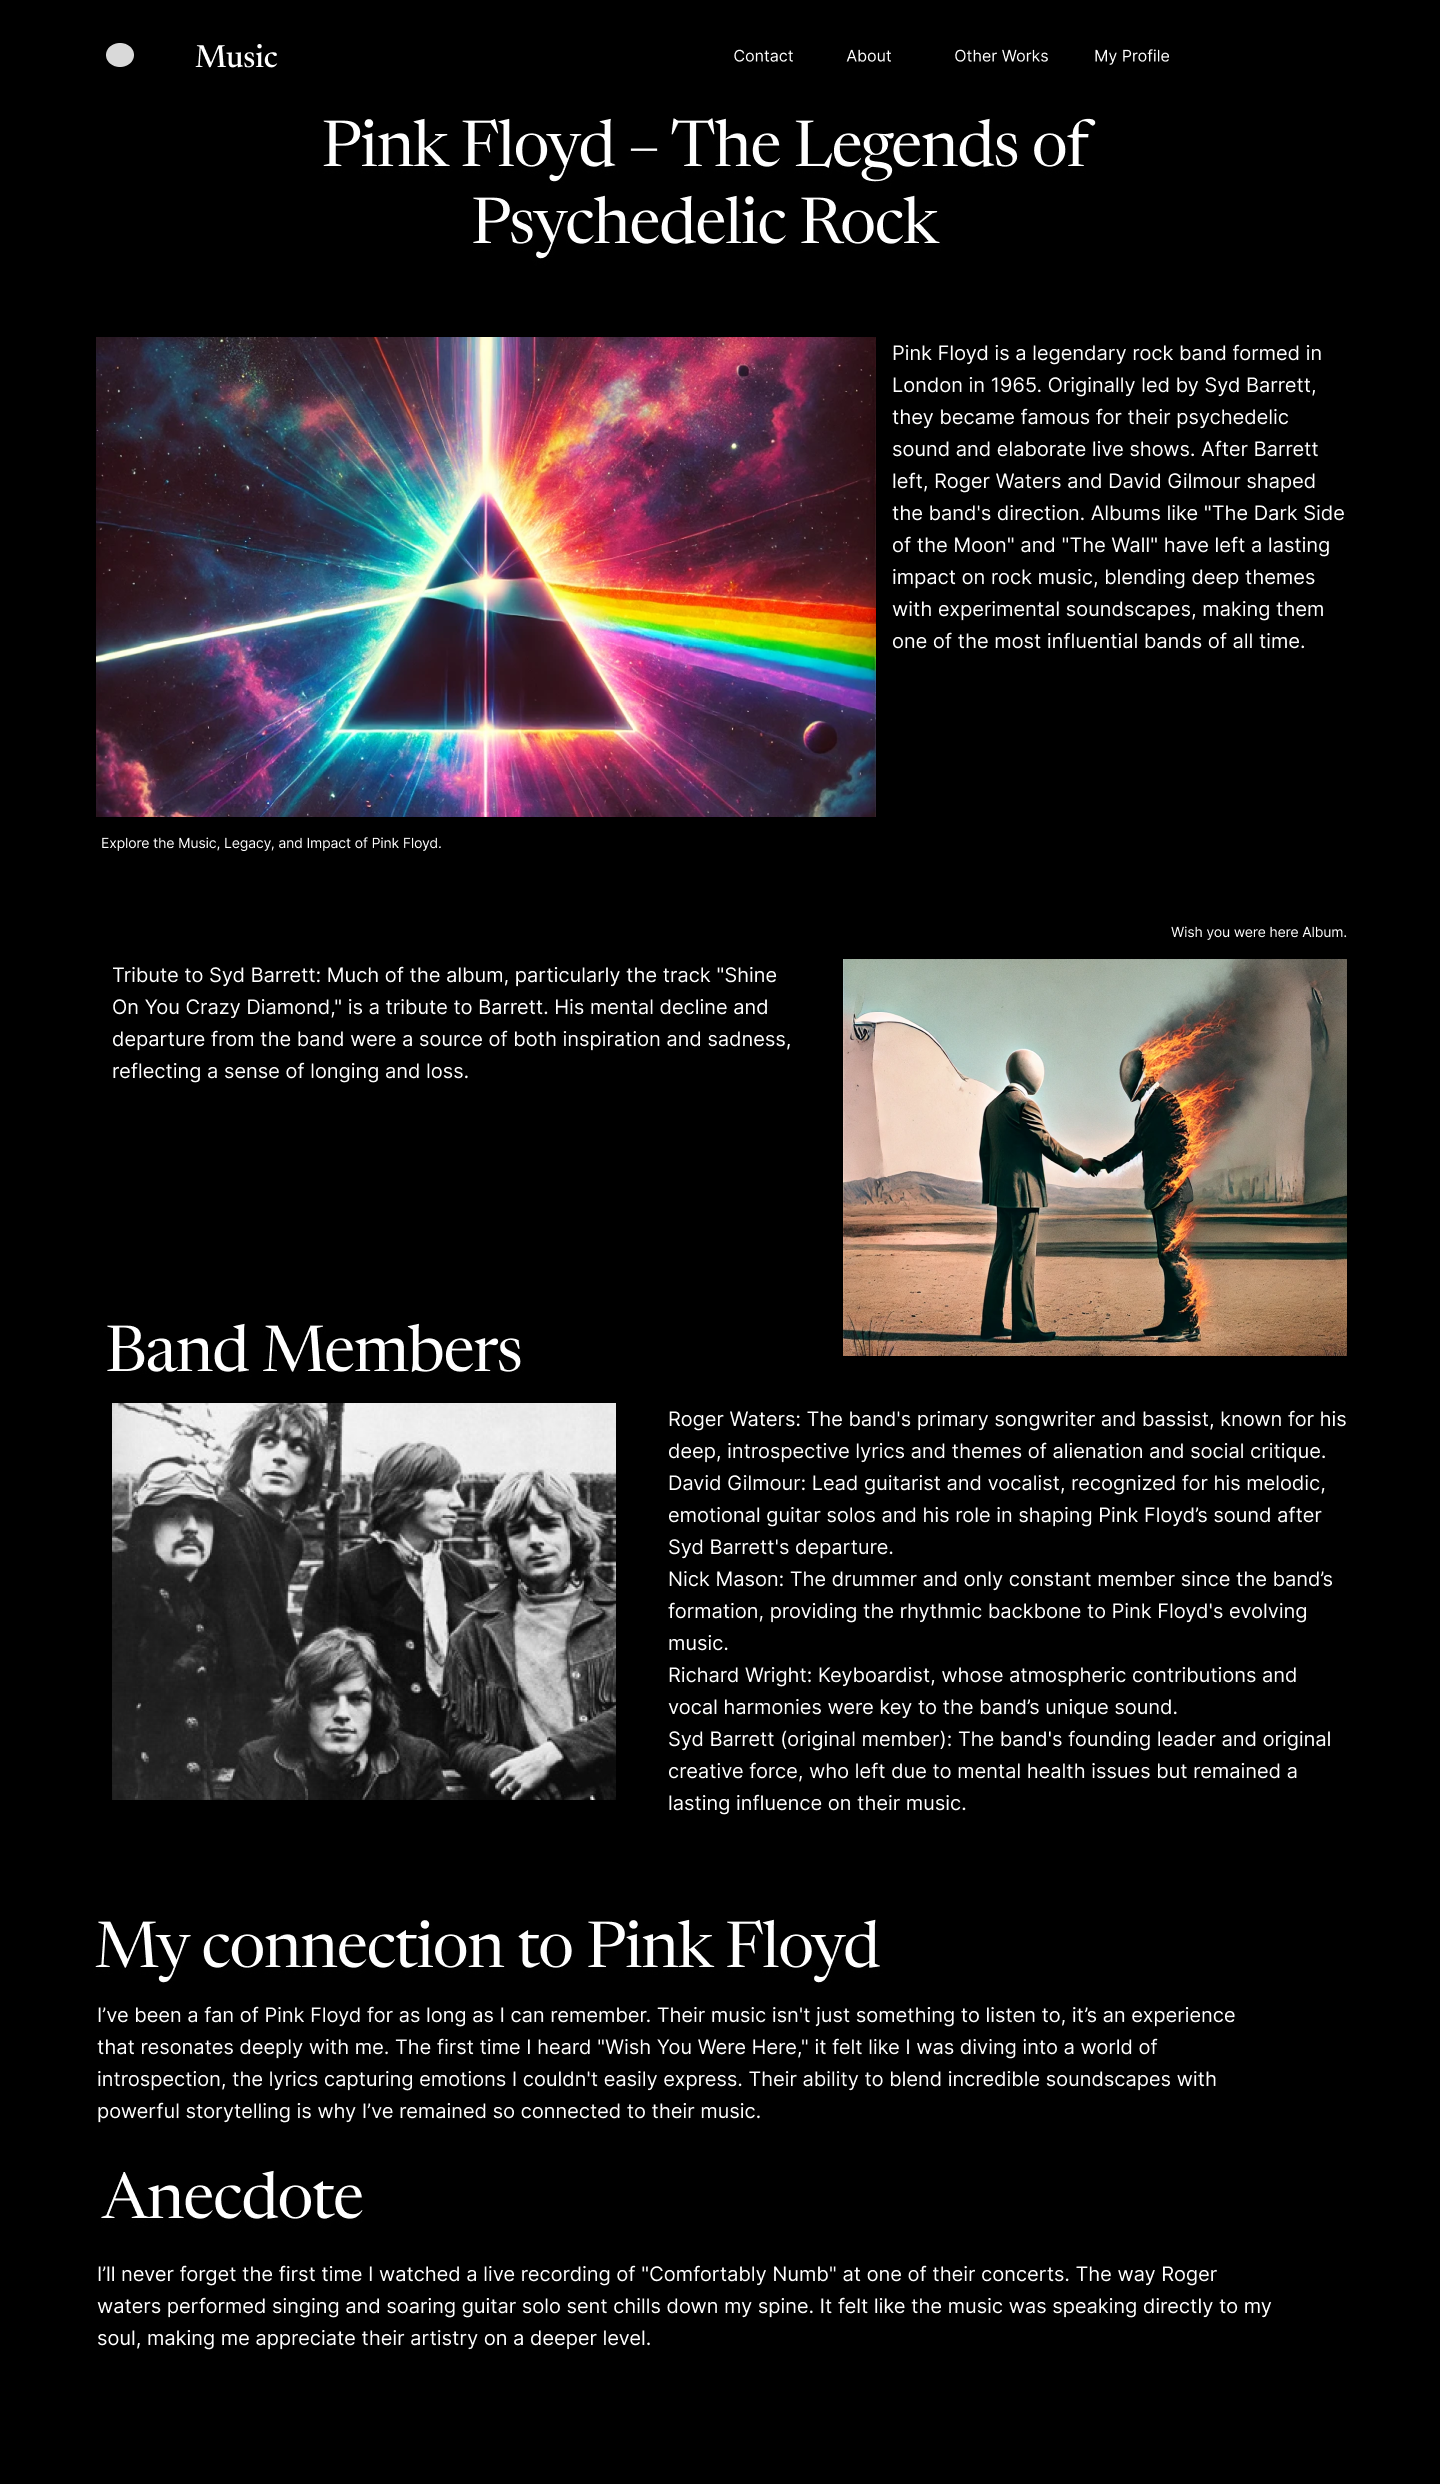 Music
Contact
About
Other Works
My Profile
Pink Floyd – The Legends of
Psychedelic Rock
Pink Floyd is a legendary rock band formed in
London in 1965. Originally led by Syd Barrett,
they became famous for their psychedelic
sound and elaborate live shows. After Barrett
left, Roger Waters and David Gilmour shaped
the band's direction. Albums like "The Dark Side
of the Moon" and "The Wall" have left a lasting
impact on rock music, blending deep themes
with experimental soundscapes, making them
one of the most influential bands of all time.
Explore the Music, Legacy, and Impact of Pink Floyd.
Wish you were here Album.
Tribute to Syd Barrett: Much of the album, particularly the track "Shine
On You Crazy Diamond," is a tribute to Barrett. His mental decline and
departure from the band were a source of both inspiration and sadness,
reflecting a sense of longing and loss.
Band Members
Roger Waters: The band's primary songwriter and bassist, known for his
deep, introspective lyrics and themes of alienation and social critique.
David Gilmour: Lead guitarist and vocalist, recognized for his melodic,
emotional guitar solos and his role in shaping Pink Floyd’s sound after
Syd Barrett's departure.
Nick Mason: The drummer and only constant member since the band’s
formation, providing the rhythmic backbone to Pink Floyd's evolving
music.
Richard Wright: Keyboardist, whose atmospheric contributions and
vocal harmonies were key to the band’s unique sound.
Syd Barrett (original member): The band's founding leader and original
creative force, who left due to mental health issues but remained a
lasting influence on their music.
My connection to Pink Floyd
I’ve been a fan of Pink Floyd for as long as I can remember. Their music isn't just something to listen to, it’s an experience
that resonates deeply with me. The first time I heard "Wish You Were Here," it felt like I was diving into a world of
introspection, the lyrics capturing emotions I couldn't easily express. Their ability to blend incredible soundscapes with
powerful storytelling is why I’ve remained so connected to their music.
Anecdote
I’ll never forget the first time I watched a live recording of "Comfortably Numb" at one of their concerts. The way Roger
waters performed singing and soaring guitar solo sent chills down my spine. It felt like the music was speaking directly to my
soul, making me appreciate their artistry on a deeper level.